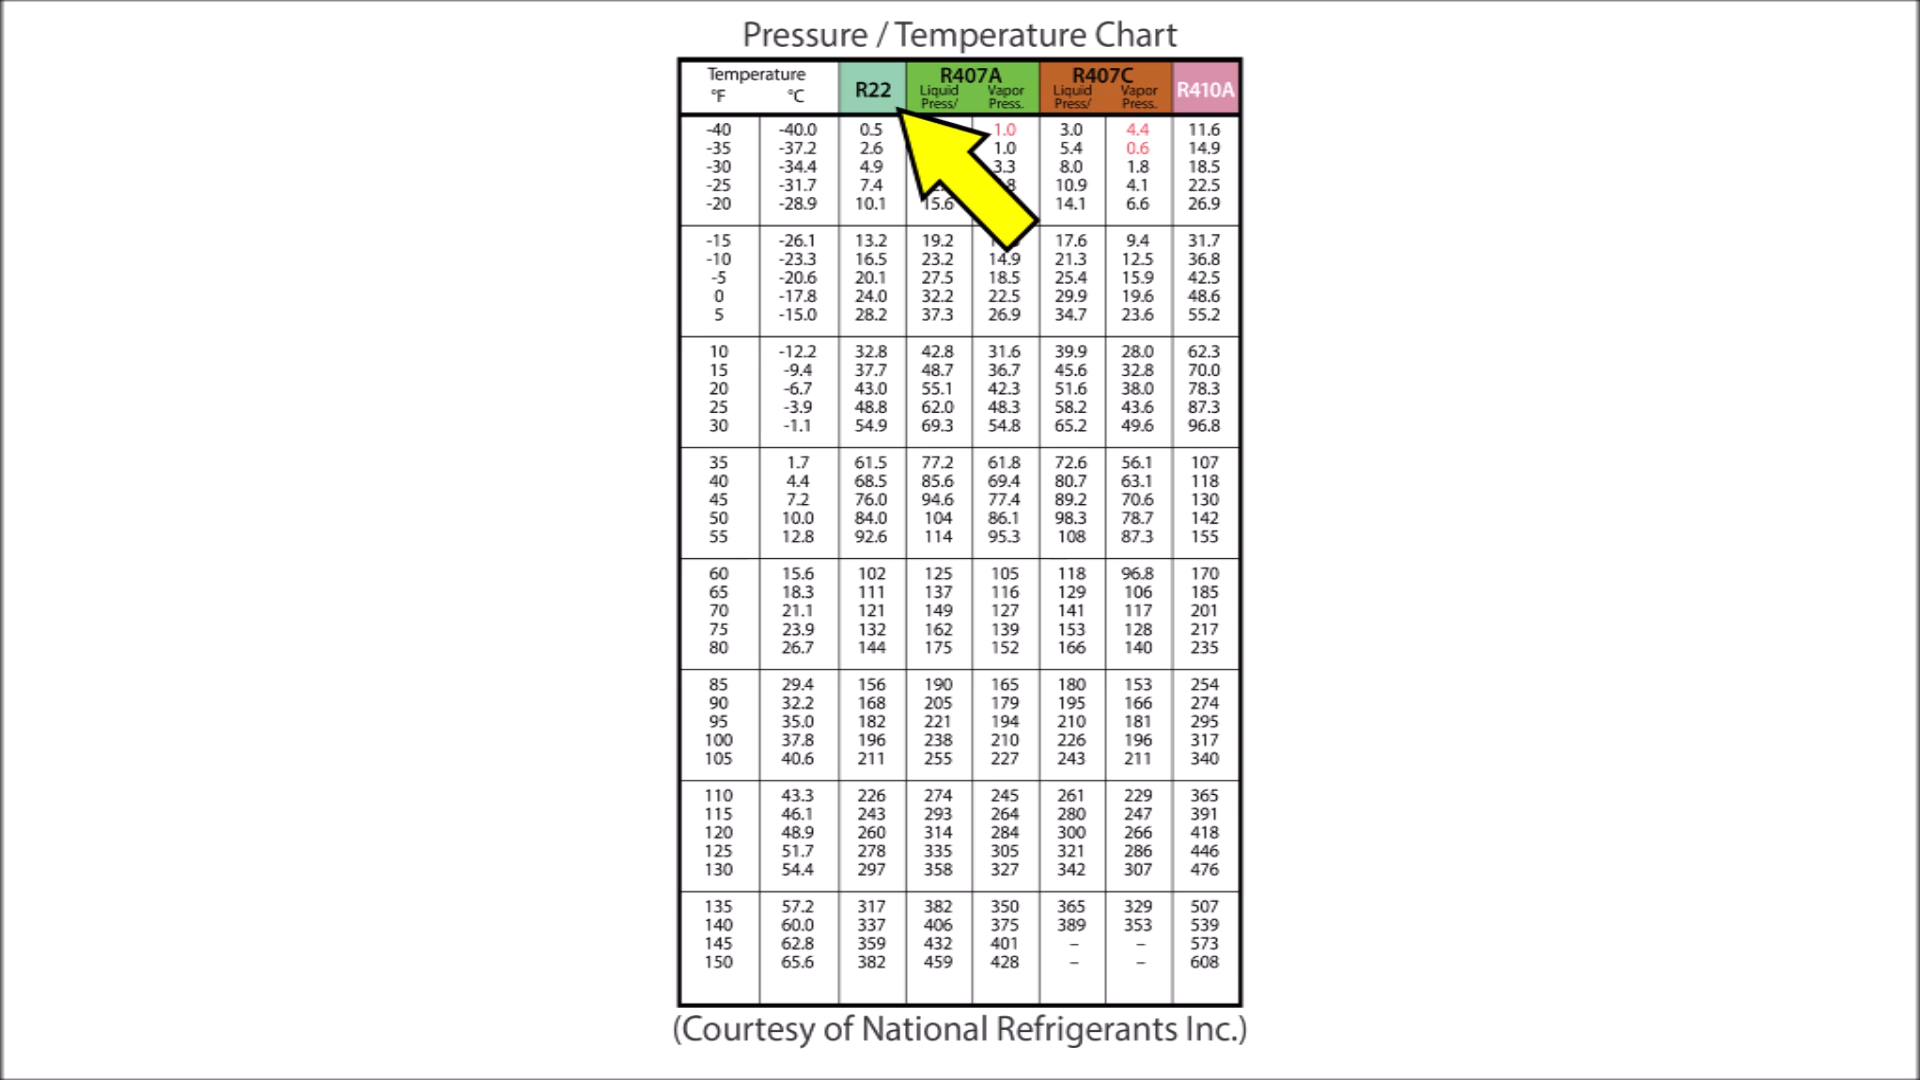 Pressure / Temperature Chart
Temperature R22 R407A R407C R410A
°F °C Liquid Press/ Vapor Press. Liquid Press/ Vapor Press.
-40 -40.0 0.5 1.0 3.0 4.4 11.6
-35 -37.2 2.6 1.0 5.4 0.6 14.9
-30 -34.4 4.9 3.3 8.0 1.8 18.5
-25 -31.7 7.4 10.9 4.1 22.5
-20 -28.9 10.1 15.6 14.1 6.6 26.9
-15 -26.1 13.2 19.2 17.6 9.4 31.7
-10 -23.3 16.5 23.2 14.9 21.3 12.5 36.8
-5 -20.6 20.1 27.5 18.5 25.4 15.9 42.5
0 -17.8 24.0 32.2 22.5 29.9 19.6 48.6
5 -15.0 28.2 37.3 26.9 34.7 23.6 55.2
10 -12.2 32.8 42.8 31.6 39.9 28.0 62.3
15 -9.4 37.7 48.7 36.7 45.6 32.8 70.0
20 -6.7 43.0 55.1 42.3 51.6 38.0 78.3
25 -3.9 48.8 62.0 48.3 58.2 43.6 87.3
30 -1.1 54.9 69.3 54.8 65.2 49.6 96.8
35 1.7 61.5 77.2 61.8 72.6 56.1 107
40 4.4 68.5 85.6 69.4 80.7 63.1 118
45 7.2 76.0 94.6 77.4 89.2 70.6 130
50 10.0 84.0 104 86.1 98.3 78.7 142
55 12.8 92.6 114 95.3 108 87.3 155
60 15.6 102 125 105 118 96.8 170
65 18.3 111 137 116 129 106 185
70 21.1 121 149 127 141 117 201
75 23.9 132 162 139 153 128 217
80 26.7 144 175 152 166 140 235
85 29.4 156 190 165 180 153 254
90 32.2 168 205 179 195 166 274
95 35.0 182 221 194 210 181 295
100 37.8 196 238 210 226 196 317
105 40.6 211 255 227 243 211 340
110 43.3 226 274 245 261 229 365
115 46.1 243 293 264 280 247 391
120 48.9 260 314 284 300 266 418
125 51.7 278 335 305 321 286 446
130 54.4 297 358 327 342 307 476
135 57.2 317 382 350 365 329 507
140 60.0 337 406 375 389 353 539
145 62.8 359 432 401 – – 573
150 65.6 382 459 428 – – 608
(Courtesy of National Refrigerants Inc.)